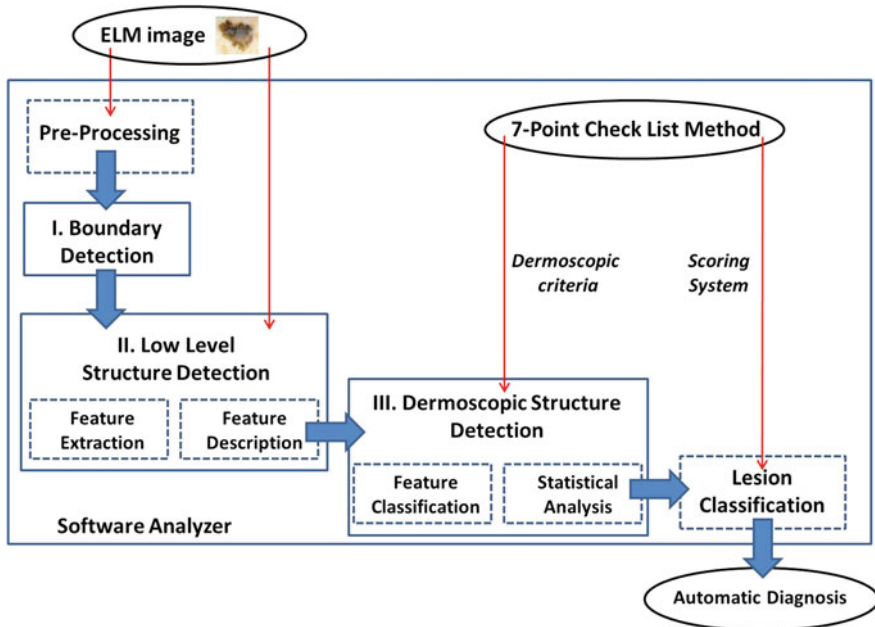 ELM image
Pre-Processing
7-Point Check List Method
I. Boundary
Detection
Dermoscopic
criteria
Scoring
System
II. Low Level
Structure Detection
Feature
Extraction
Feature
Description
III. Dermoscopic Structure
Detection
Feature
Classification
Statistical
Analysis
Lesion
Classification
Software Analyzer
Automatic Diagnosis